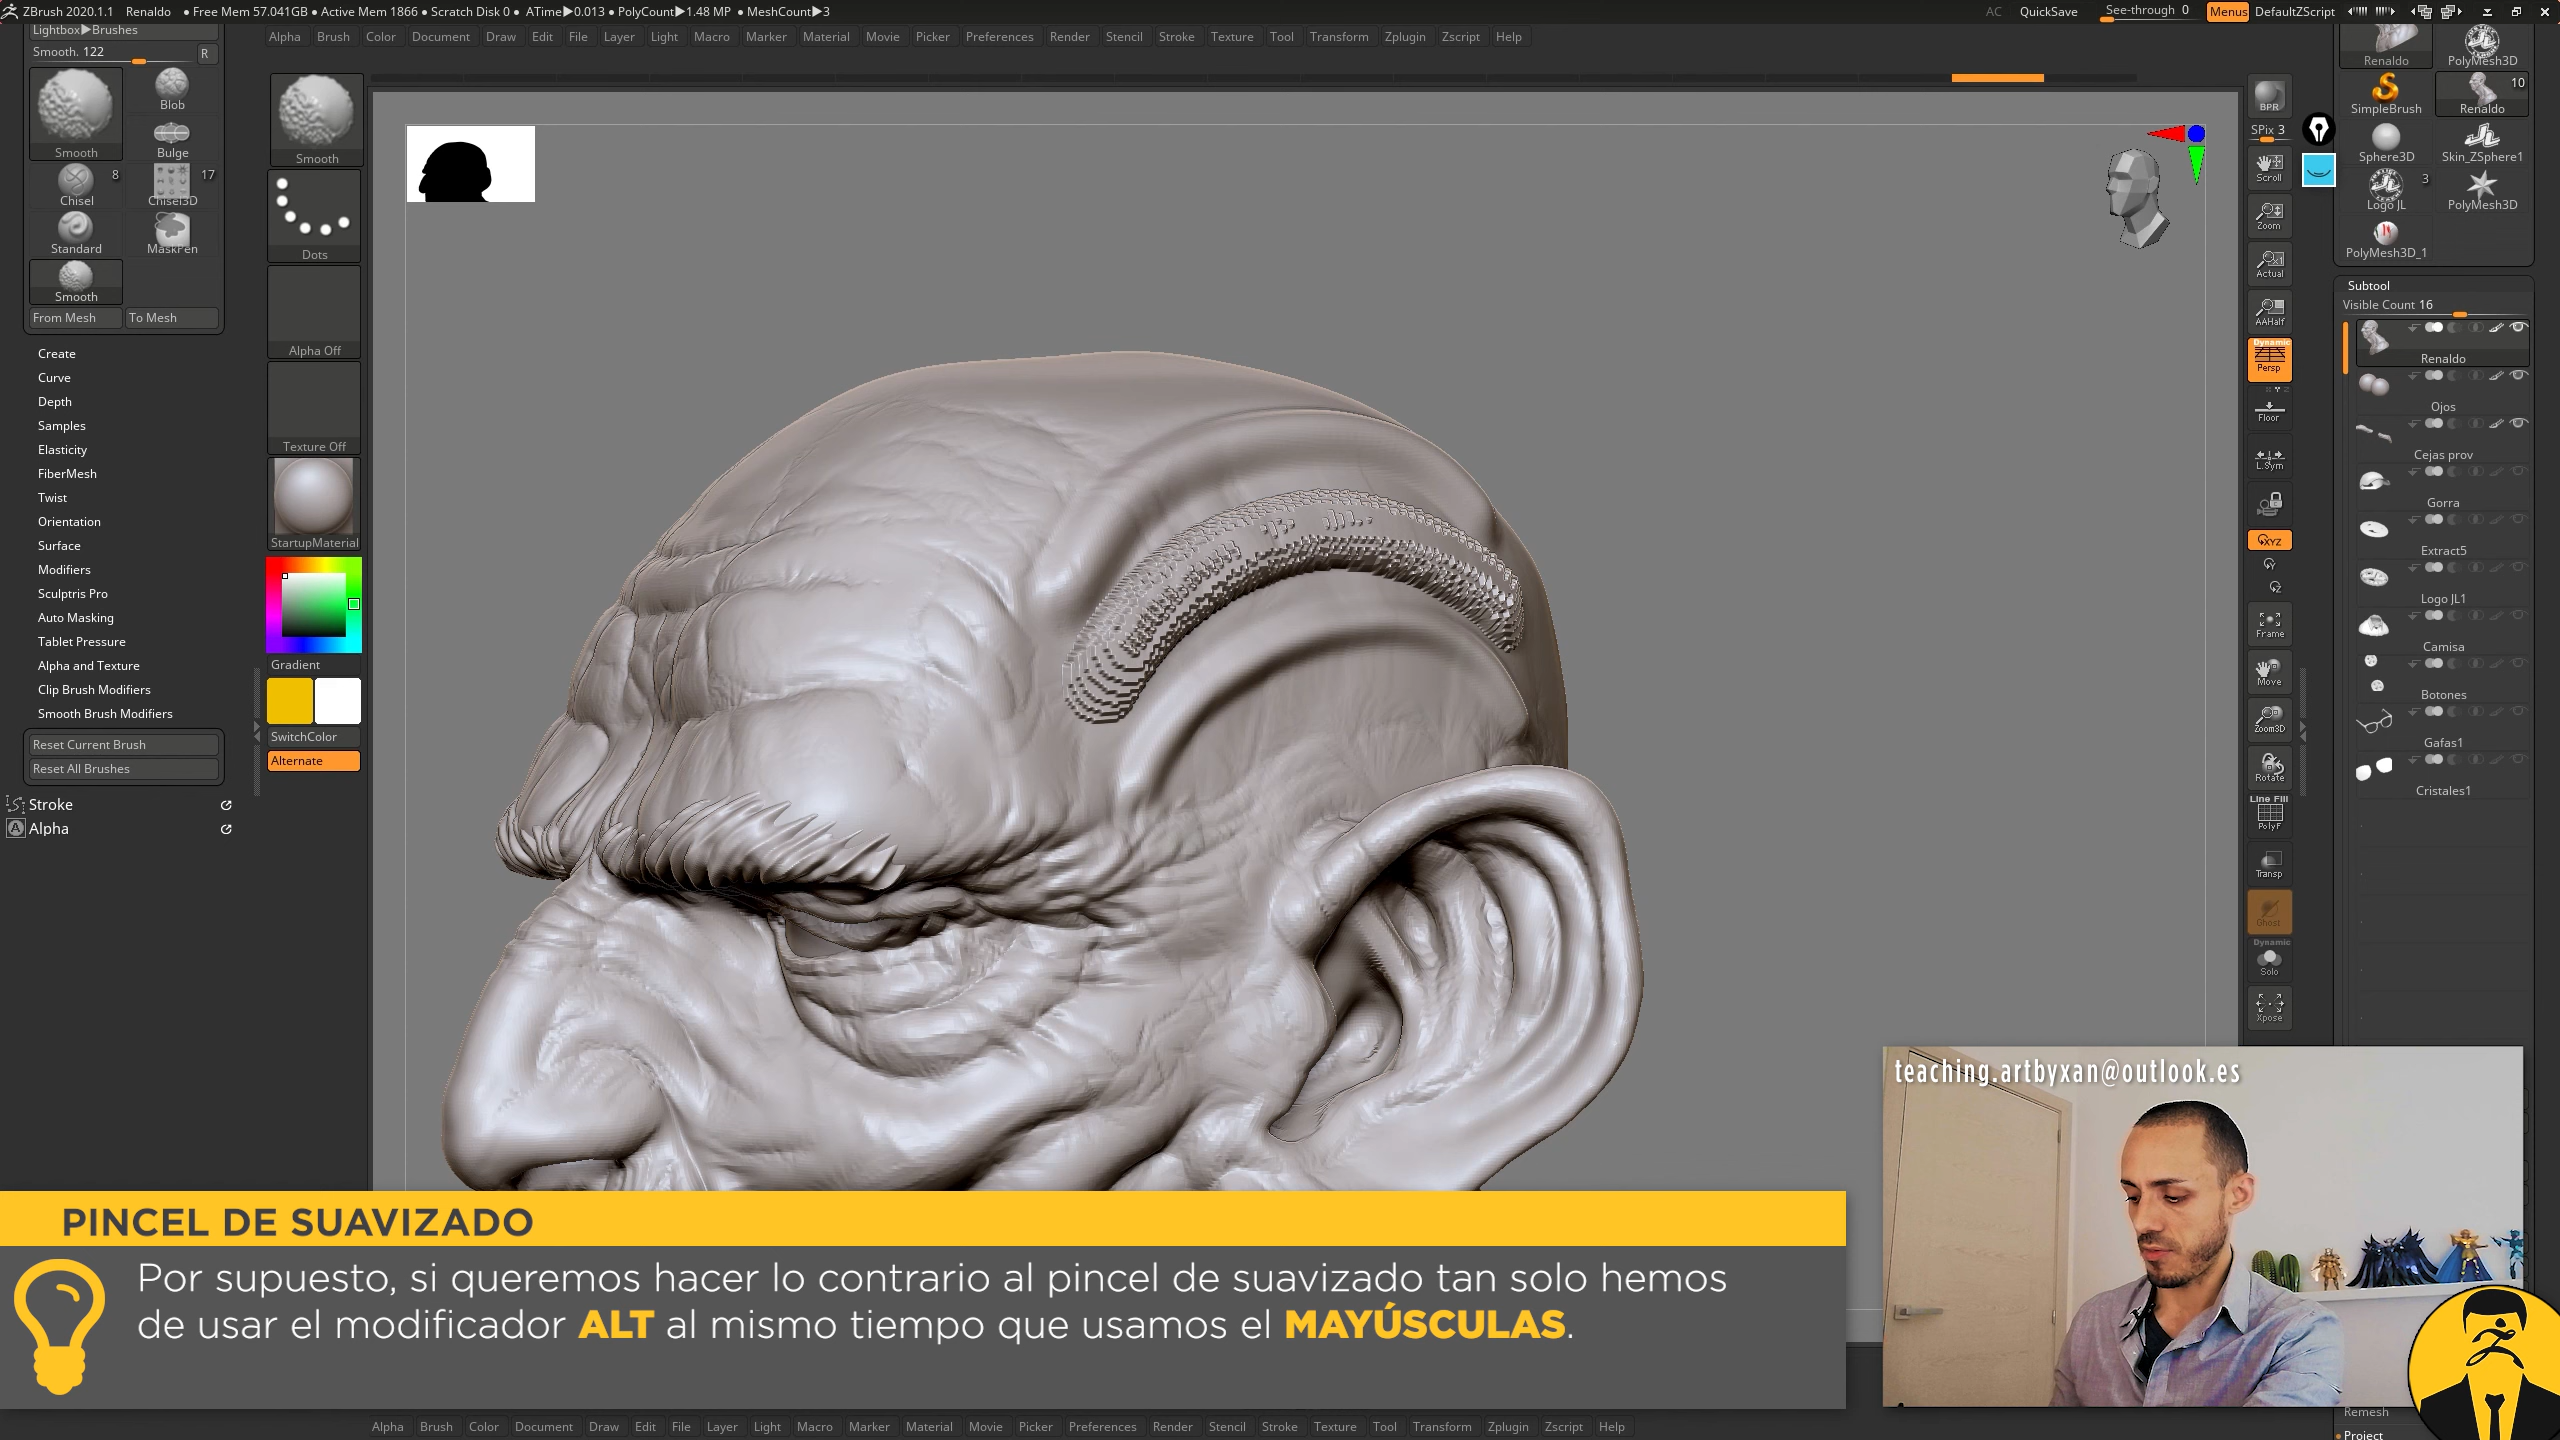 ZBrush 2020.1.1 Renaldo ● Free Mem 57.041GB ● Active Mem 1866 ● Scratch Disk 0 ● ATime▶0.013 ● PolyCount▶1.48 MP ● MeshCount▶3 AC QuickSave See-through 0 Menus DefaultZScript
Alpha Brush Color Document Draw Edit File Layer Light Macro Marker Material Movie Picker Preferences Render Stencil Stroke Texture Tool Transform Zplugin Zscript Help
Lightbox▶Brushes
Smooth. 122 R
Smooth
Blob
Bulge
Chisel 8
Chisel3D 17
Standard
MaskPen
Smooth
From Mesh
To Mesh
Create
Curve
Depth
Samples
Elasticity
FiberMesh
Twist
Orientation
Surface
Modifiers
Sculptris Pro
Auto Masking
Tablet Pressure
Alpha and Texture
Clip Brush Modifiers
Smooth Brush Modifiers
Reset Current Brush
Reset All Brushes
Stroke
A Alpha
Smooth
Dots
Alpha Off
Texture Off
StartupMaterial
Gradient
SwitchColor
Alternate
BPR
SPix 3
Scroll
Zoom
Actual
AAHalf
Dynamic
Persp
Floor
L.Sym
XYZ
Frame
Move
Zoom3D
Rotate
Line Fill
PolyF
Transp
Ghost
Dynamic
Solo
Xpose
Renaldo
PolyMesh3D
SimpleBrush
Renaldo 10
Sphere3D
Skin_ZSphere1
Logo JL 3
PolyMesh3D
PolyMesh3D_1
Subtool
Visible Count 16
Renaldo
Ojos
Cejas prov
Gorra
Extract5
Logo JL1
Camisa
Botones
Gafas1
Cristales1
Remesh
Project
teaching.artbyxan@outlook.es
PINCEL DE SUAVIZADO
Por supuesto, si queremos hacer lo contrario al pincel de suavizado tan solo hemos
de usar el modificador ALT al mismo tiempo que usamos el MAYÚSCULAS.
Alpha Brush Color Document Draw Edit File Layer Light Macro Marker Material Movie Picker Preferences Render Stencil Stroke Texture Tool Transform Zplugin Zscript Help